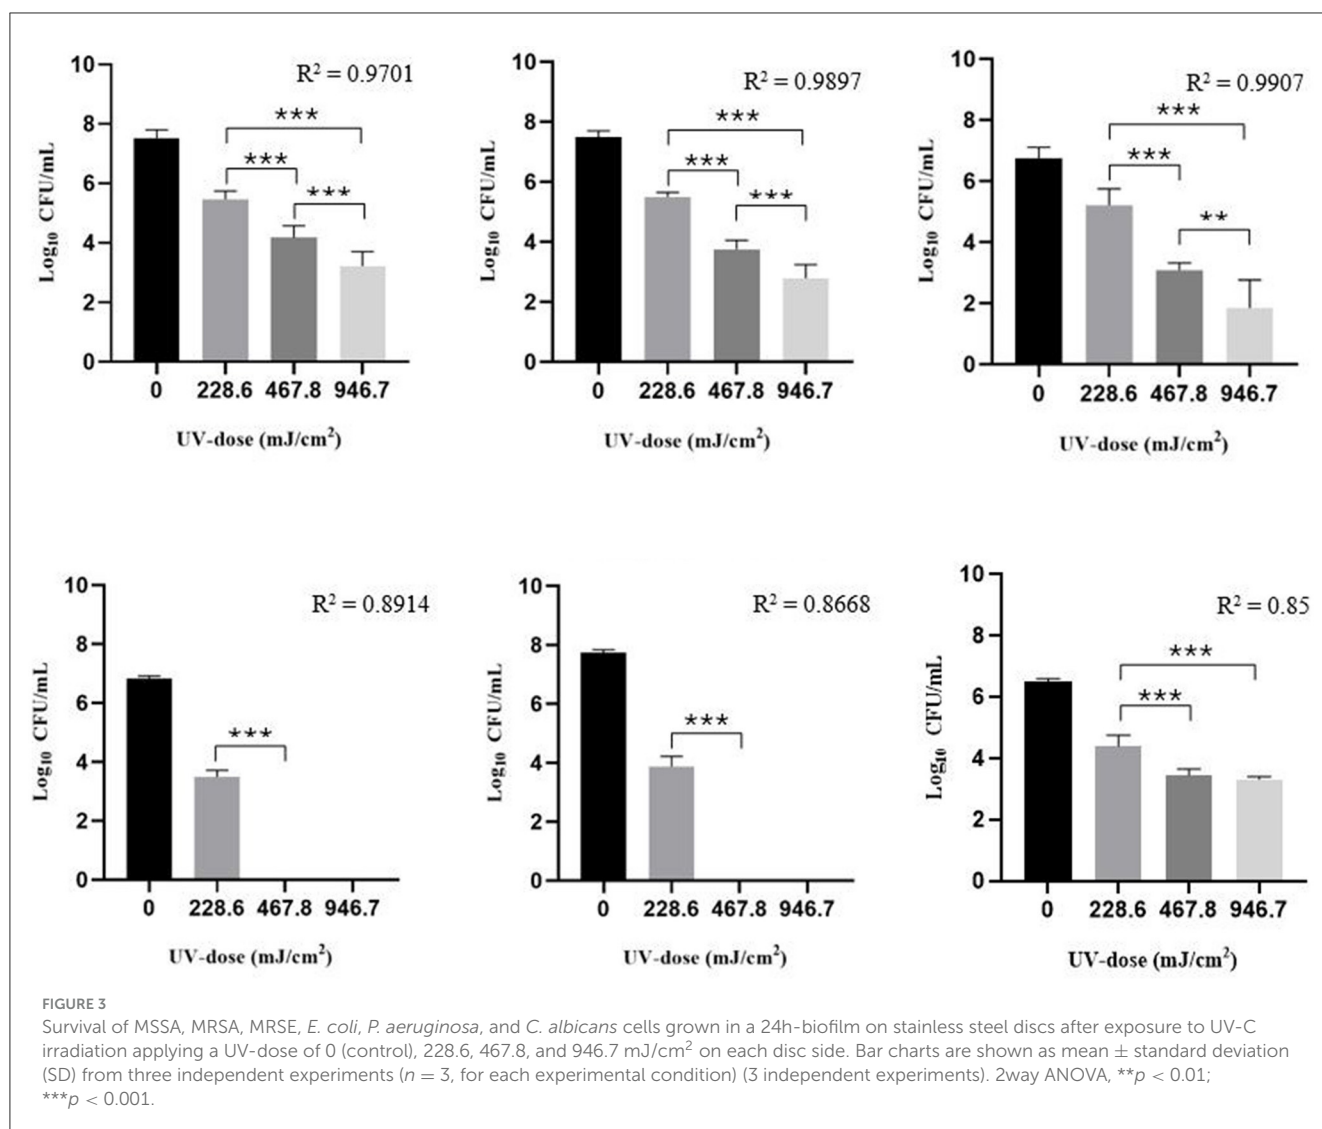 R² = 0.9701
10
8
6
4
2
0
Log₁₀ CFU/mL
***
***
***
0 228.6 467.8 946.7
UV-dose (mJ/cm²)
R² = 0.9897
10
8
6
4
2
0
Log₁₀ CFU/mL
***
***
***
0 228.6 467.8 946.7
UV-dose (mJ/cm²)
R² = 0.9907
10
8
6
4
2
0
Log₁₀ CFU/mL
***
***
**
0 228.6 467.8 946.7
UV-dose (mJ/cm²)
R² = 0.8914
10
8
6
4
2
0
Log₁₀ CFU/mL
***
0 228.6 467.8 946.7
UV-dose (mJ/cm²)
R² = 0.8668
10
8
6
4
2
0
Log₁₀ CFU/mL
***
0 228.6 467.8 946.7
UV-dose (mJ/cm²)
R² = 0.85
10
8
6
4
2
0
Log₁₀ CFU/mL
***
***
0 228.6 467.8 946.7
UV-dose (mJ/cm²)
FIGURE 3
Survival of MSSA, MRSA, MRSE, E. coli, P. aeruginosa, and C. albicans cells grown in a 24h-biofilm on stainless steel discs after exposure to UV-C
irradiation applying a UV-dose of 0 (control), 228.6, 467.8, and 946.7 mJ/cm² on each disc side. Bar charts are shown as mean ± standard deviation
(SD) from three independent experiments (n = 3, for each experimental condition) (3 independent experiments). 2way ANOVA, **p < 0.01;
***p < 0.001.